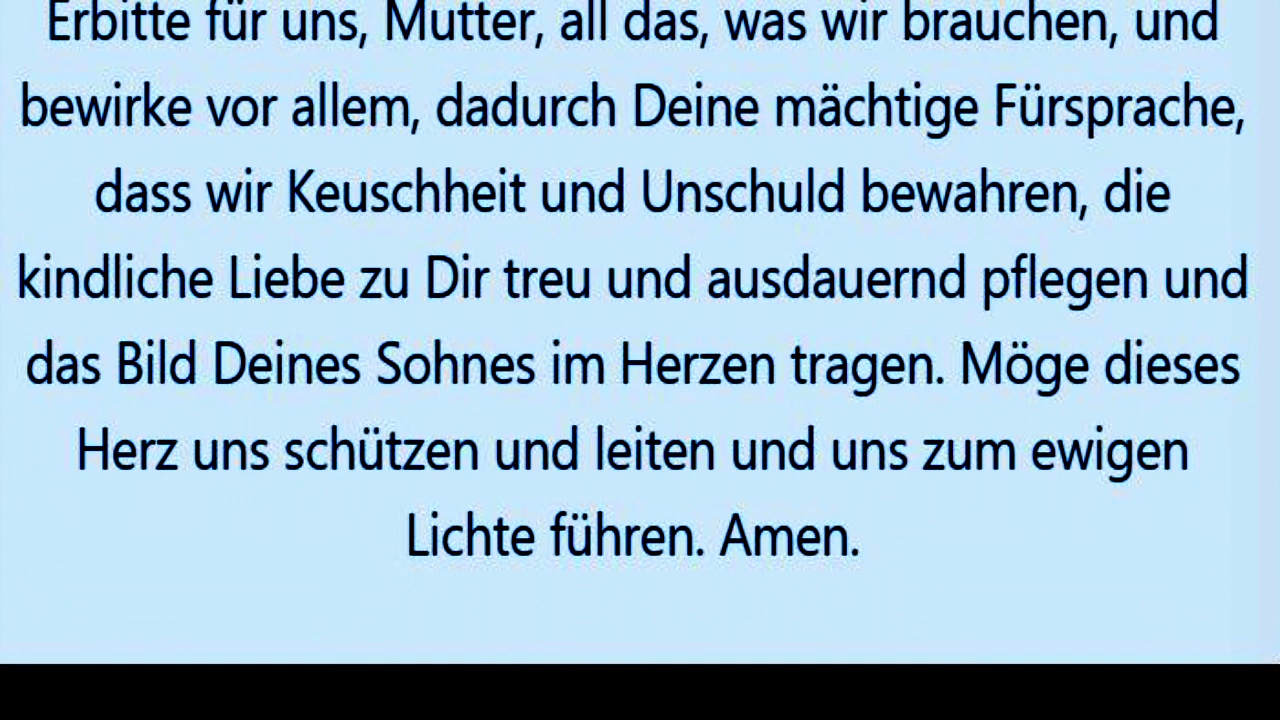 Erbitte für uns, Mutter, all das, was wir brauchen, und
bewirke vor allem, dadurch Deine mächtige Fürsprache,
dass wir Keuschheit und Unschuld bewahren, die
kindliche Liebe zu Dir treu und ausdauernd pflegen und
das Bild Deines Sohnes im Herzen tragen. Möge dieses
Herz uns schützen und leiten und uns zum ewigen
Lichte führen. Amen.